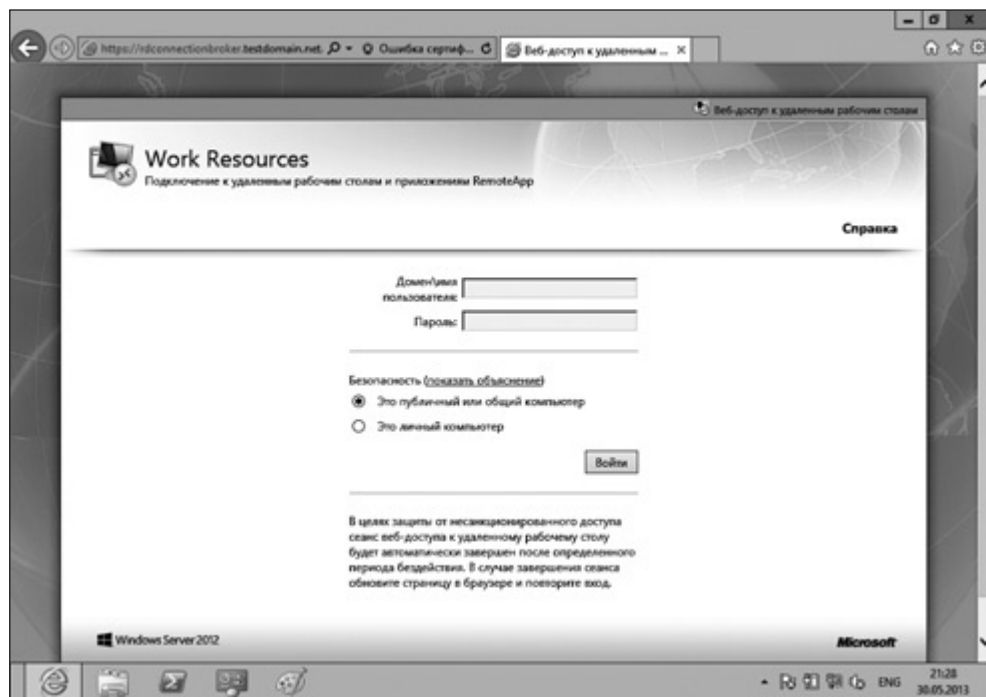 https://rdconnectionbroker.testdomain.net.
Ошибка сертиф...
Веб-доступ к удаленным ...
Веб-доступ к удаленным рабочим столам
Work Resources
Подключение к удаленным рабочим столам и приложениям RemoteApp
Справка
Домен\имя
пользователя:
Пароль:
Безопасность (показать объяснение)
Это публичный или общий компьютер
Это личный компьютер
Войти
В целях защиты от несанкционированного доступа
сеанс веб-доступа к удаленному рабочему столу
будет автоматически завершен после определенного
периода бездействия. В случае завершения сеанса
обновите страницу в браузере и повторите вход.
Windows Server 2012
Microsoft
ENG
21:28
30.05.2013